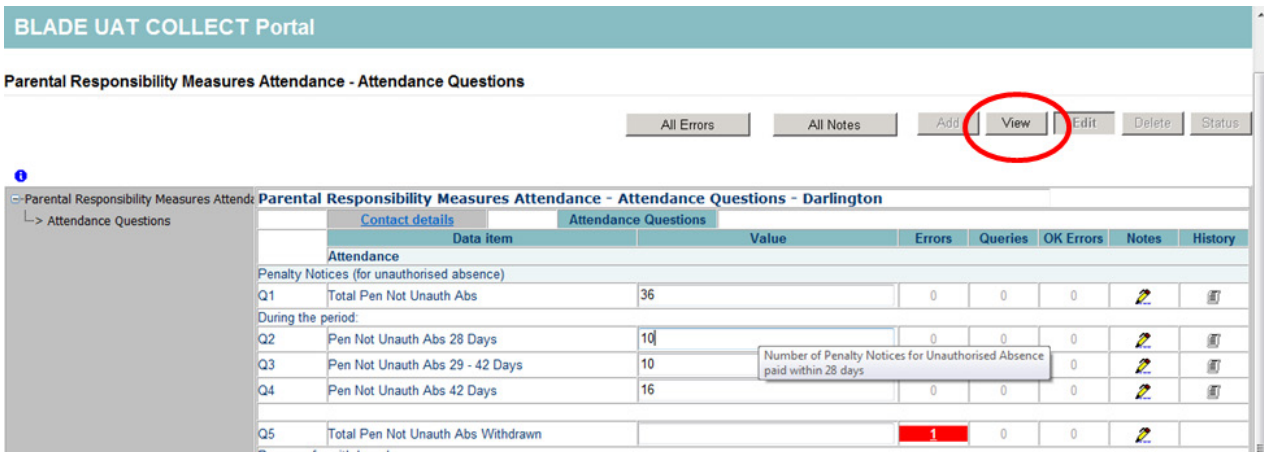 BLADE UAT COLLECT Portal
Parental Responsibility Measures Attendance - Attendance Questions
All Errors All Notes Add View Edit Delete Status
Parental Responsibility Measures Attenda Parental Responsibility Measures Attendance - Attendance Questions - Darlington
Attendance Questions Contact details Attendance Questions
Data item Value Errors Queries OK Errors Notes History
Attendance
Penalty Notices (for unauthorised absence)
Q1 Total Pen Not Unauth Abs 36 0 0 0
During the period:
Q2 Pen Not Unauth Abs 28 Days 10 0 0
Number of Penalty Notices for Unauthorised Absence
paid within 28 days
Q3 Pen Not Unauth Abs 29 - 42 Days 10 0
Q4 Pen Not Unauth Abs 42 Days 16 0 0 0
Q5 Total Pen Not Unauth Abs Withdrawn 1 0 0